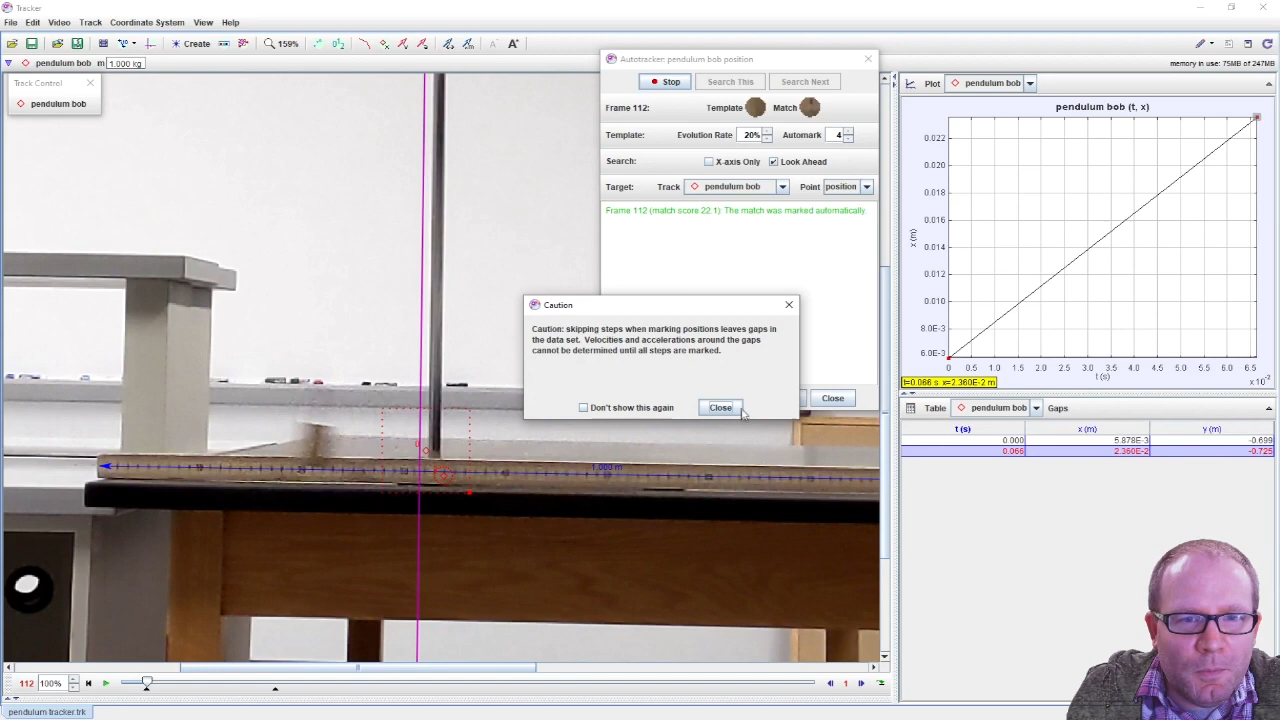 Tracker
File Edit Video Track Coordinate System View Help
Create 159%
pendulum bob m 1.000 kg
memory in use: 75MB of 247MB
Track Control
pendulum bob
Autotracker: pendulum bob position
Stop Search This Search Next
Frame 112: Template Match
Template: Evolution Rate 20% Automark 4
Search: X-axis Only Look Ahead
Target: Track pendulum bob Point position
Frame 112 (match score 22.1) The match was marked automatically
Caution
Caution: skipping steps when marking positions leaves gaps in
the data set. Velocities and accelerations around the gaps
cannot be determined until all steps are marked.
Don't show this again Close
Close
1.000 m
Plot pendulum bob
pendulum bob (t, x)
0.022
0.020
0.018
0.016
0.014
0.012
0.010
8.0E-3
6.0E-3
x (m)
0.0 0.5 1.0 1.5 2.0 2.5 3.0 3.5 4.0 4.5 5.0 5.5 6.0 6.5
t (s) x10^-2
t=0.066 s x=2.360E-2 m
Table pendulum bob Gaps
t (s) x (m) y (m)
0.000 5.878E-3 -0.699
0.066 2.360E-2 -0.725
112 100% 1
pendulum tracker.trk